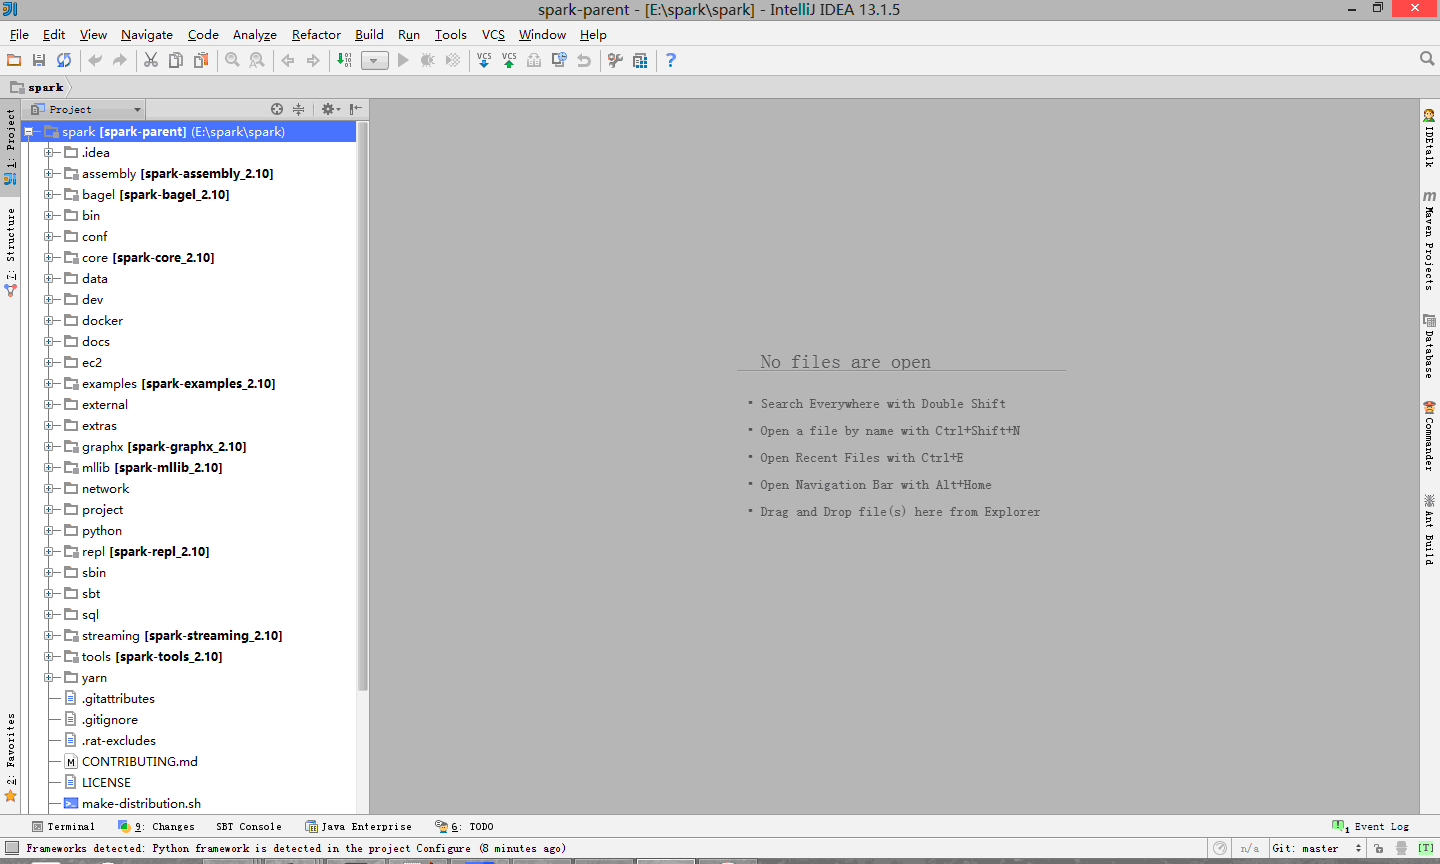 spark-parent - [E:\spark\spark] - IntelliJ IDEA 13.1.5
File Edit View Navigate Code Analyze Refactor Build Run Tools VCS Window Help
spark
Project
spark [spark-parent] (E:\spark\spark)
.idea
assembly [spark-assembly_2.10]
bagel [spark-bagel_2.10]
bin
conf
core [spark-core_2.10]
data
dev
docker
docs
ec2
examples [spark-examples_2.10]
external
extras
graphx [spark-graphx_2.10]
mllib [spark-mllib_2.10]
network
project
python
repl [spark-repl_2.10]
sbin
sbt
sql
streaming [spark-streaming_2.10]
tools [spark-tools_2.10]
yarn
.gitattributes
.gitignore
.rat-excludes
CONTRIBUTING.md
LICENSE
make-distribution.sh
1: Project
7: Structure
2: Favorites
No files are open
• Search Everywhere with Double Shift
• Open a file by name with Ctrl+Shift+N
• Open Recent Files with Ctrl+E
• Open Navigation Bar with Alt+Home
• Drag and Drop file(s) here from Explorer
IDEtalk
Maven Projects
Database
Commander
Ant Build
Terminal 9: Changes SBT Console Java Enterprise 6: TODO 1 Event Log
Frameworks detected: Python framework is detected in the project Configure (8 minutes ago) n/a Git: master [T]